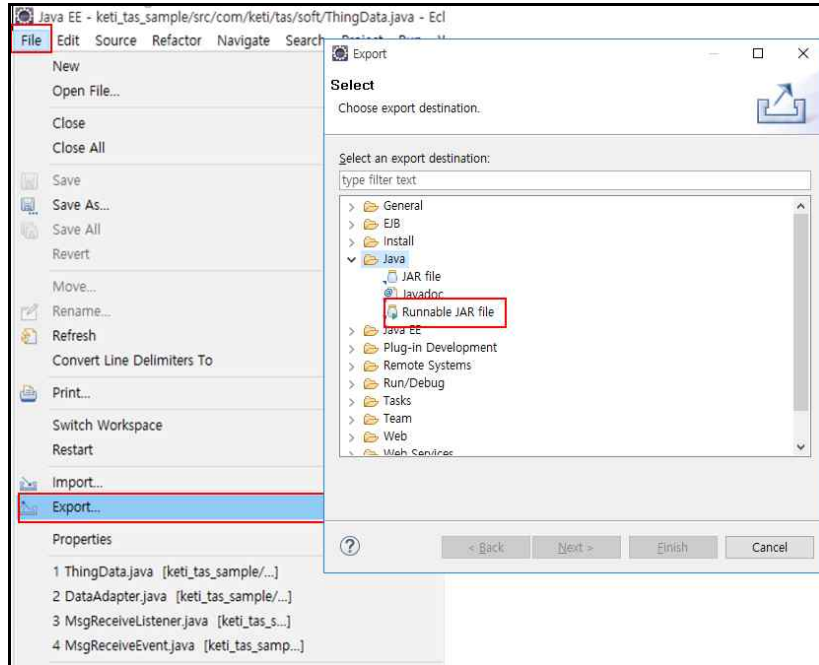 Java EE - keti_tas_sample/src/com/keti/tas/soft/ThingData.java - Ecl
File Edit Source Refactor Navigate Search
New
Open File...
Close
Close All
Save
Save As...
Save All
Revert
Move...
Rename...
Refresh
Convert Line Delimiters To
Print...
Switch Workspace
Restart
Import...
Export...
Properties
1 ThingData.java [keti_tas_sample/...]
2 DataAdapter.java [keti_tas_sample/...]
3 MsgReceiveListener.java [keti_tas_s...]
4 MsgReceiveEvent.java [keti_tas_samp...]
Export
Select
Choose export destination.
Select an export destination:
type filter text
General
EJB
Install
Java
JAR file
Javadoc
Runnable JAR file
Java EE
Plug-in Development
Remote Systems
Run/Debug
Tasks
Team
Web
Web Services
< Back Next > Finish Cancel